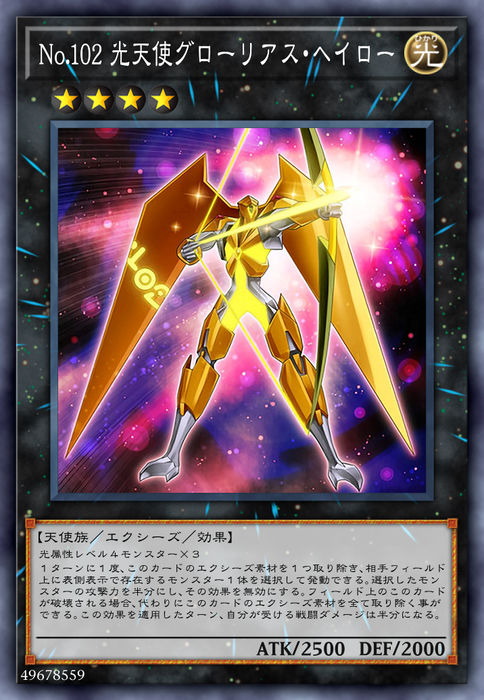 No.102 光天使グローリアス・ヘイロー
ひかり
光
102
【天使族/エクシーズ/効果】
光属性レベル4モンスター×3
1ターンに1度、このカードのエクシーズ素材を1つ取り除き、相手フィールド
上に表側表示で存在するモンスター1体を選択して発動できる。選択したモン
スターの攻撃力を半分にし、その効果を無効にする。フィールド上のこのカード
が破壊される場合、代わりにこのカードのエクシーズ素材を全て取り除く事が
できる。この効果を適用したターン、自分が受ける戦闘ダメージは半分になる。
ATK/2500 DEF/2000
49678559